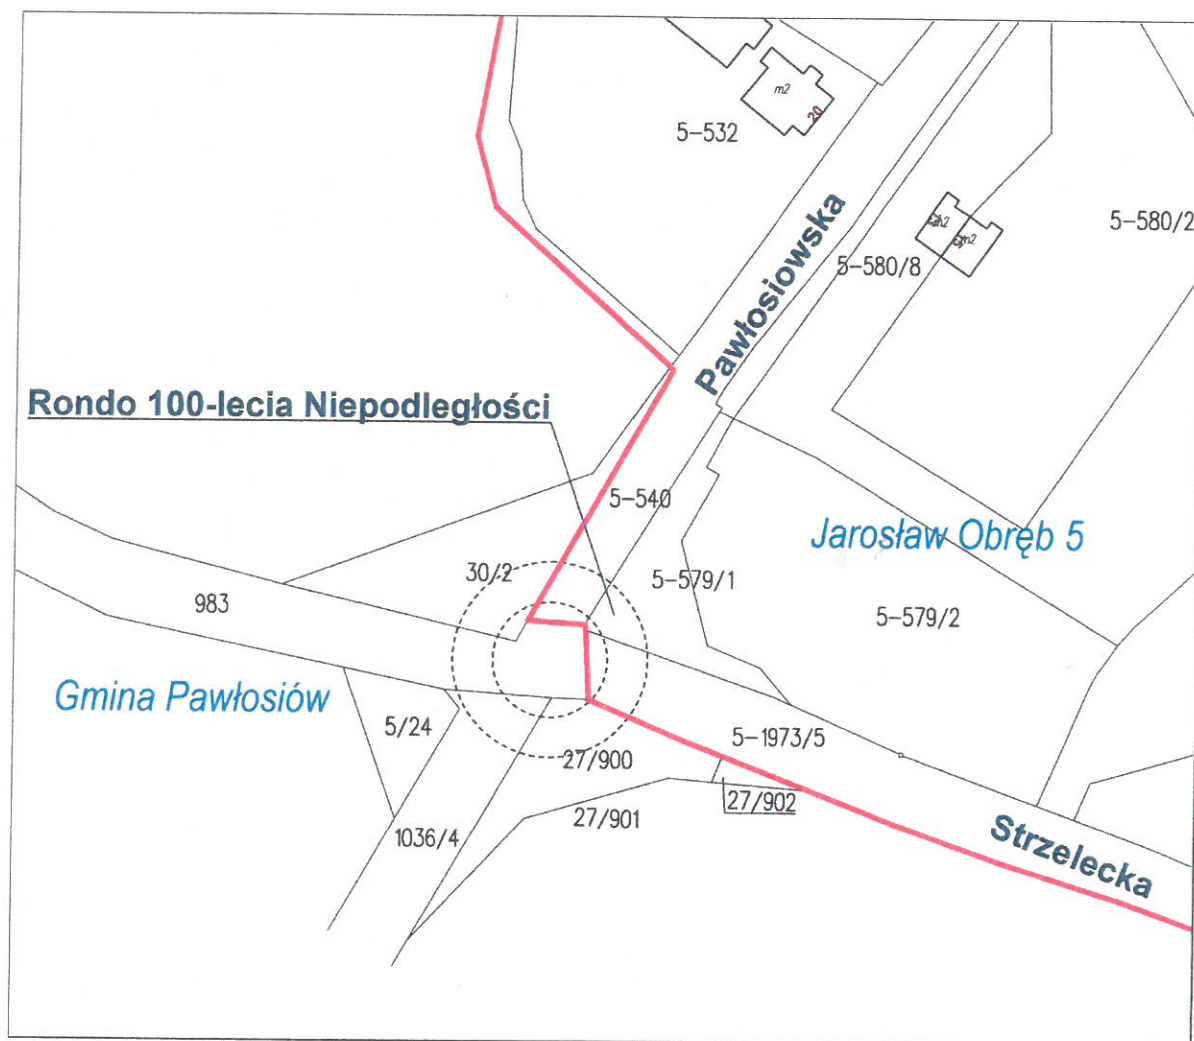 m2
20
5-532
Pawłosiowska
m2
5-580/2
5-580/8
Rondo 100-lecia Niepodległości
5-540
Jarosław Obręb 5
30/2
5-579/1
983
5-579/2
Gmina Pawłosiów
5/24
5-1973/5
27/900
27/902
27/901
1036/4
Strzelecka